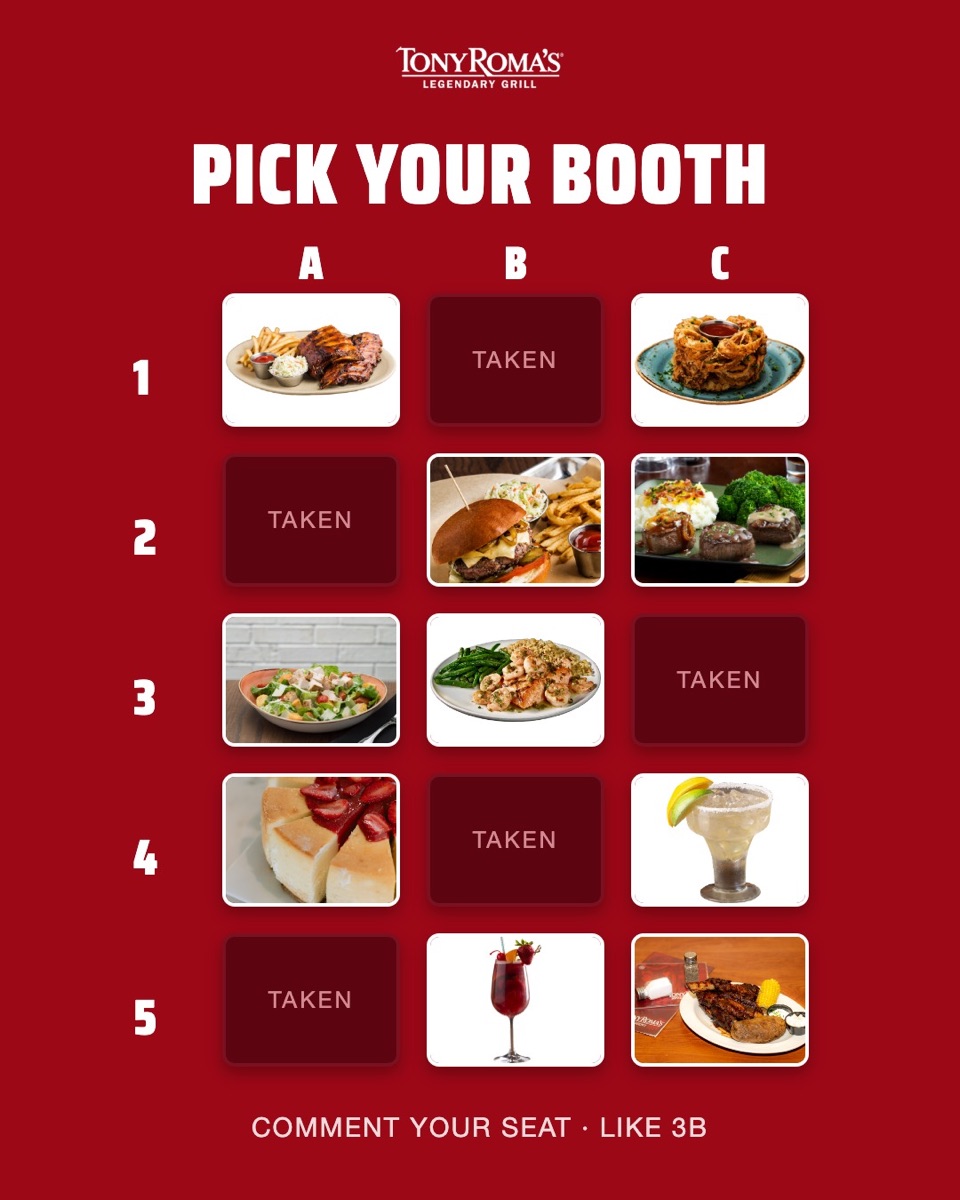 TONY ROMA'S®
LEGENDARY GRILL
PICK YOUR BOOTH
A B C
1 TAKEN
2 TAKEN
3 TAKEN
4 TAKEN
5 TAKEN
COMMENT YOUR SEAT · LIKE 3B